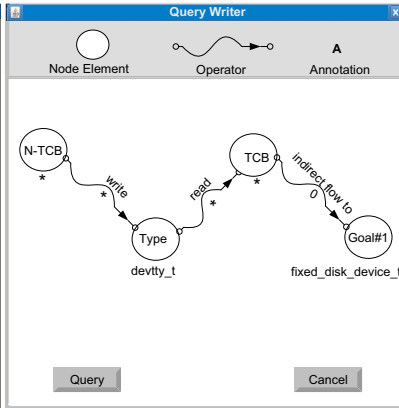 Query Writer
x
A
Node Element
Operator
Annotation
N-TCB
*
write
*
Type
devtty_t
read
*
TCB
*
indirect flow to
0
Goal#1
fixed_disk_device_t
Query
Cancel